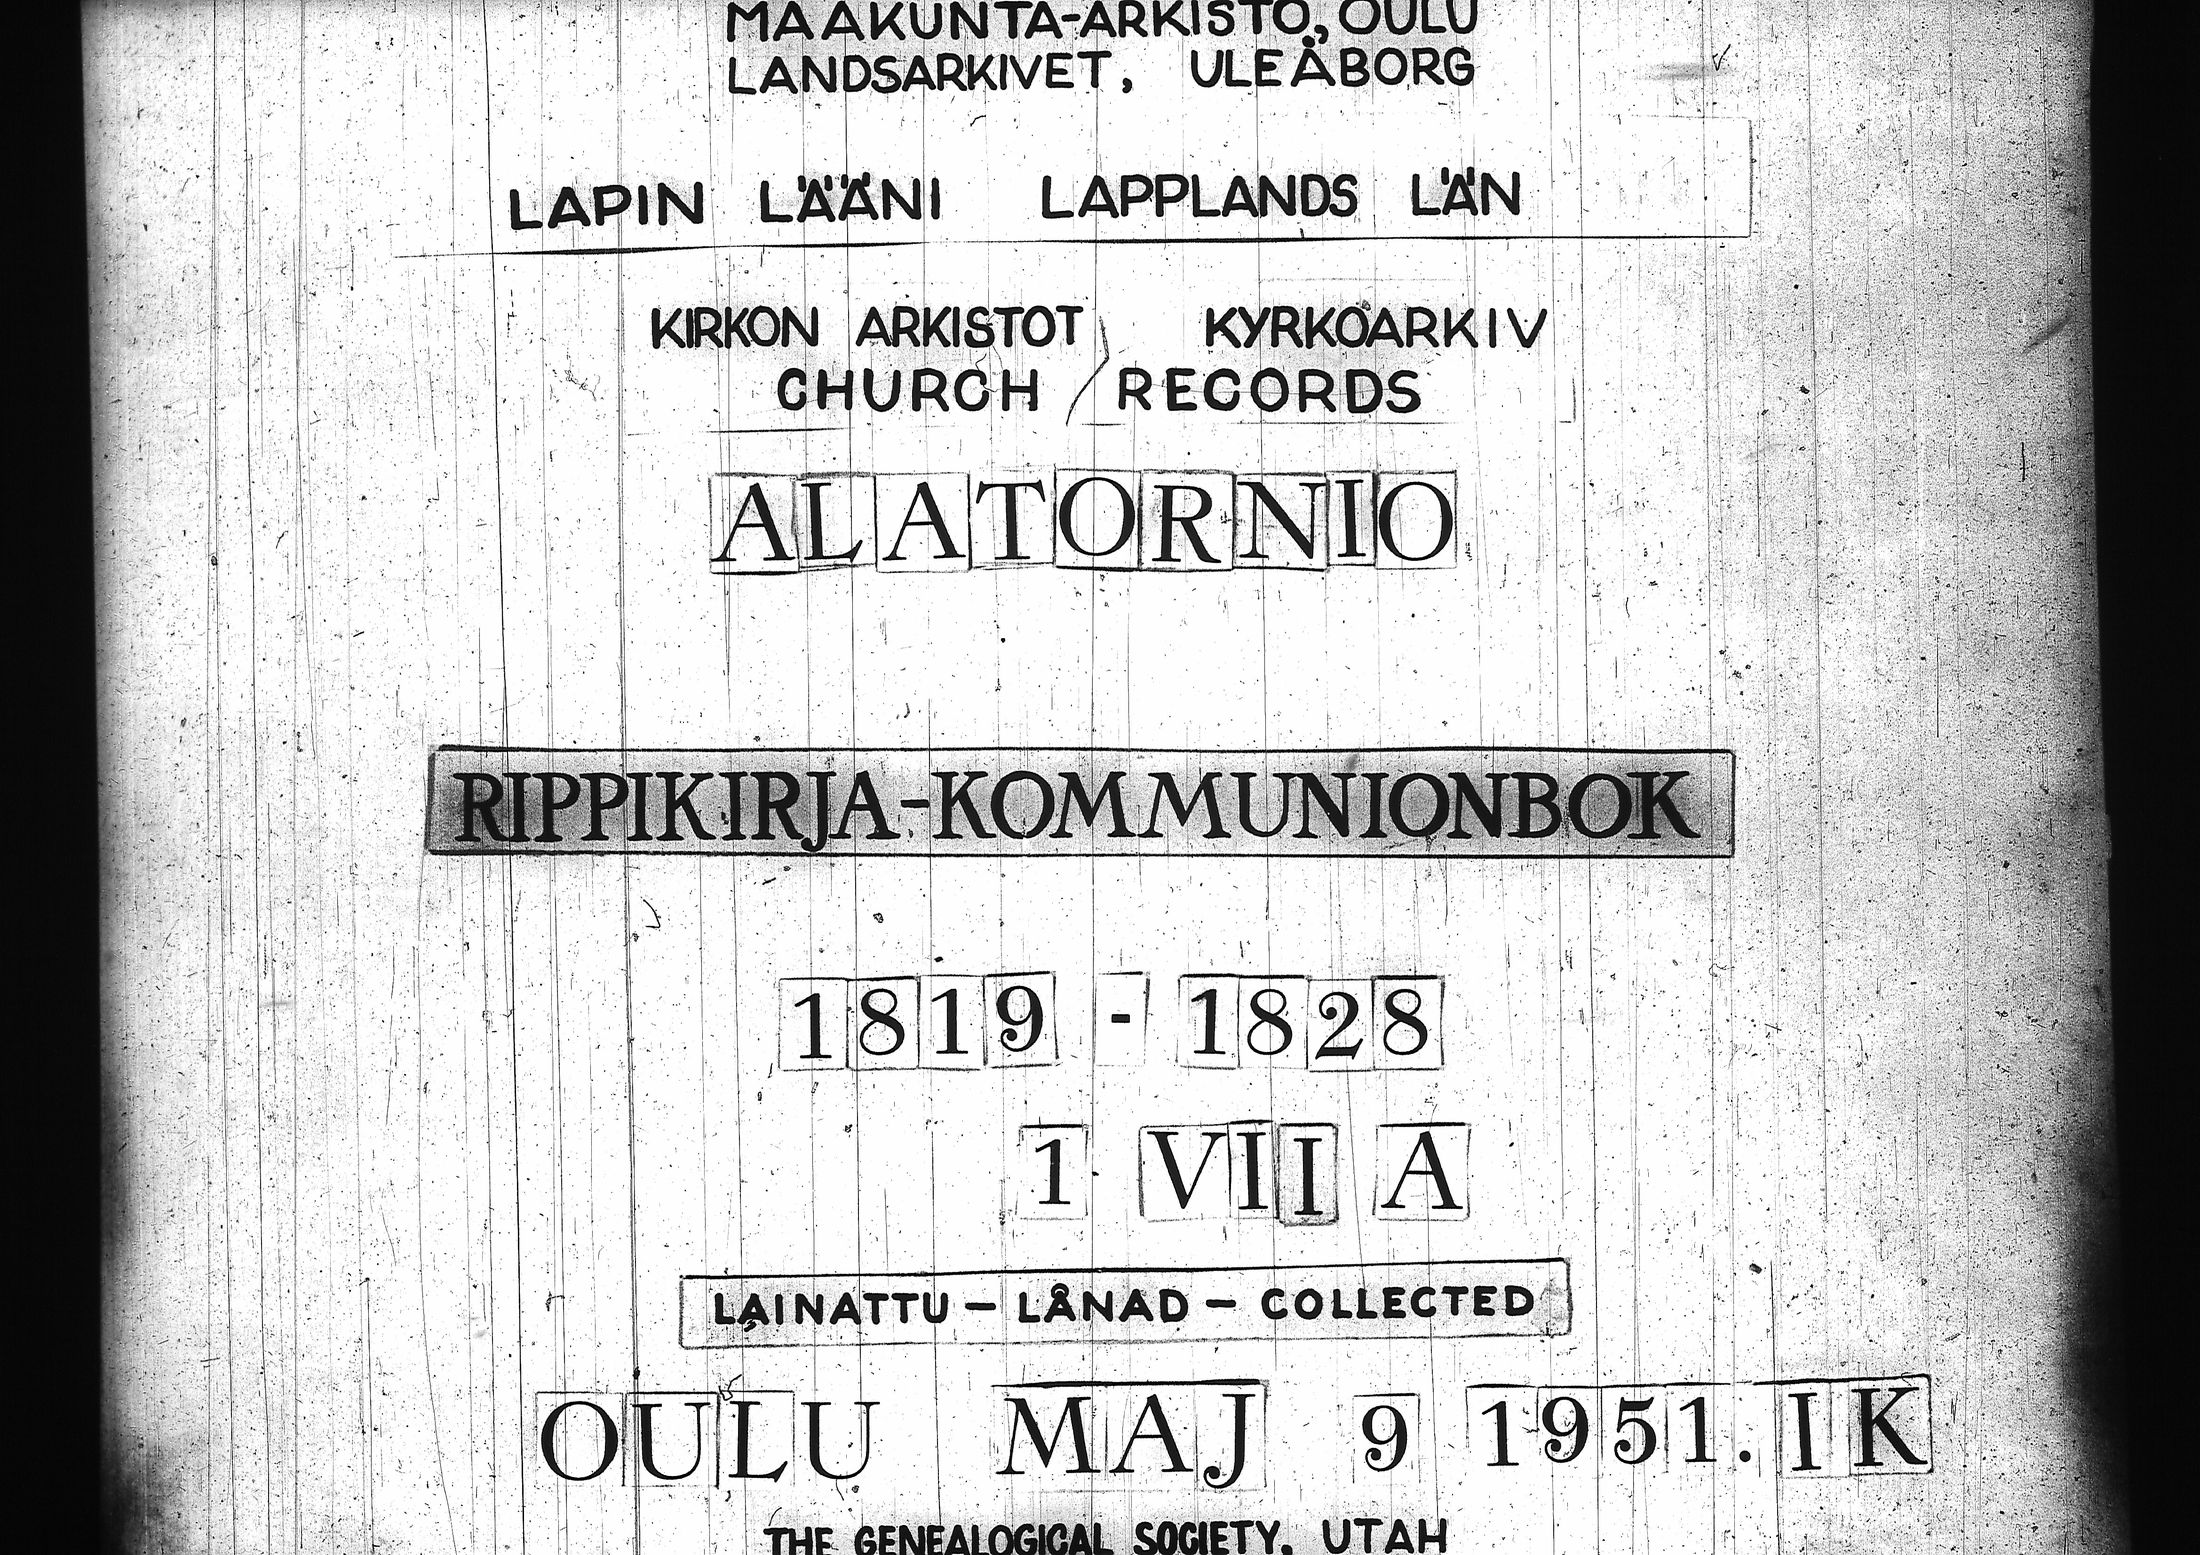 MAAKUNTA-ARKISTO, OULU
LANDSARKIVET, ULEÅBORG
LAPIN LÄÄNI LAPPLANDS LÄN
KIRKON ARKISTOT KYRKOARKIV
CHURCH RECORDS
ALATORNIO
RIPPIKIRJA-KOMMUNIONBOK
1819 - 1828
1 VII A
LAINATTU - LÅNAD - COLLECTED
OULU MAJ 9 1951. IK
THE GENEALOGICAL SOCIETY, UTAH